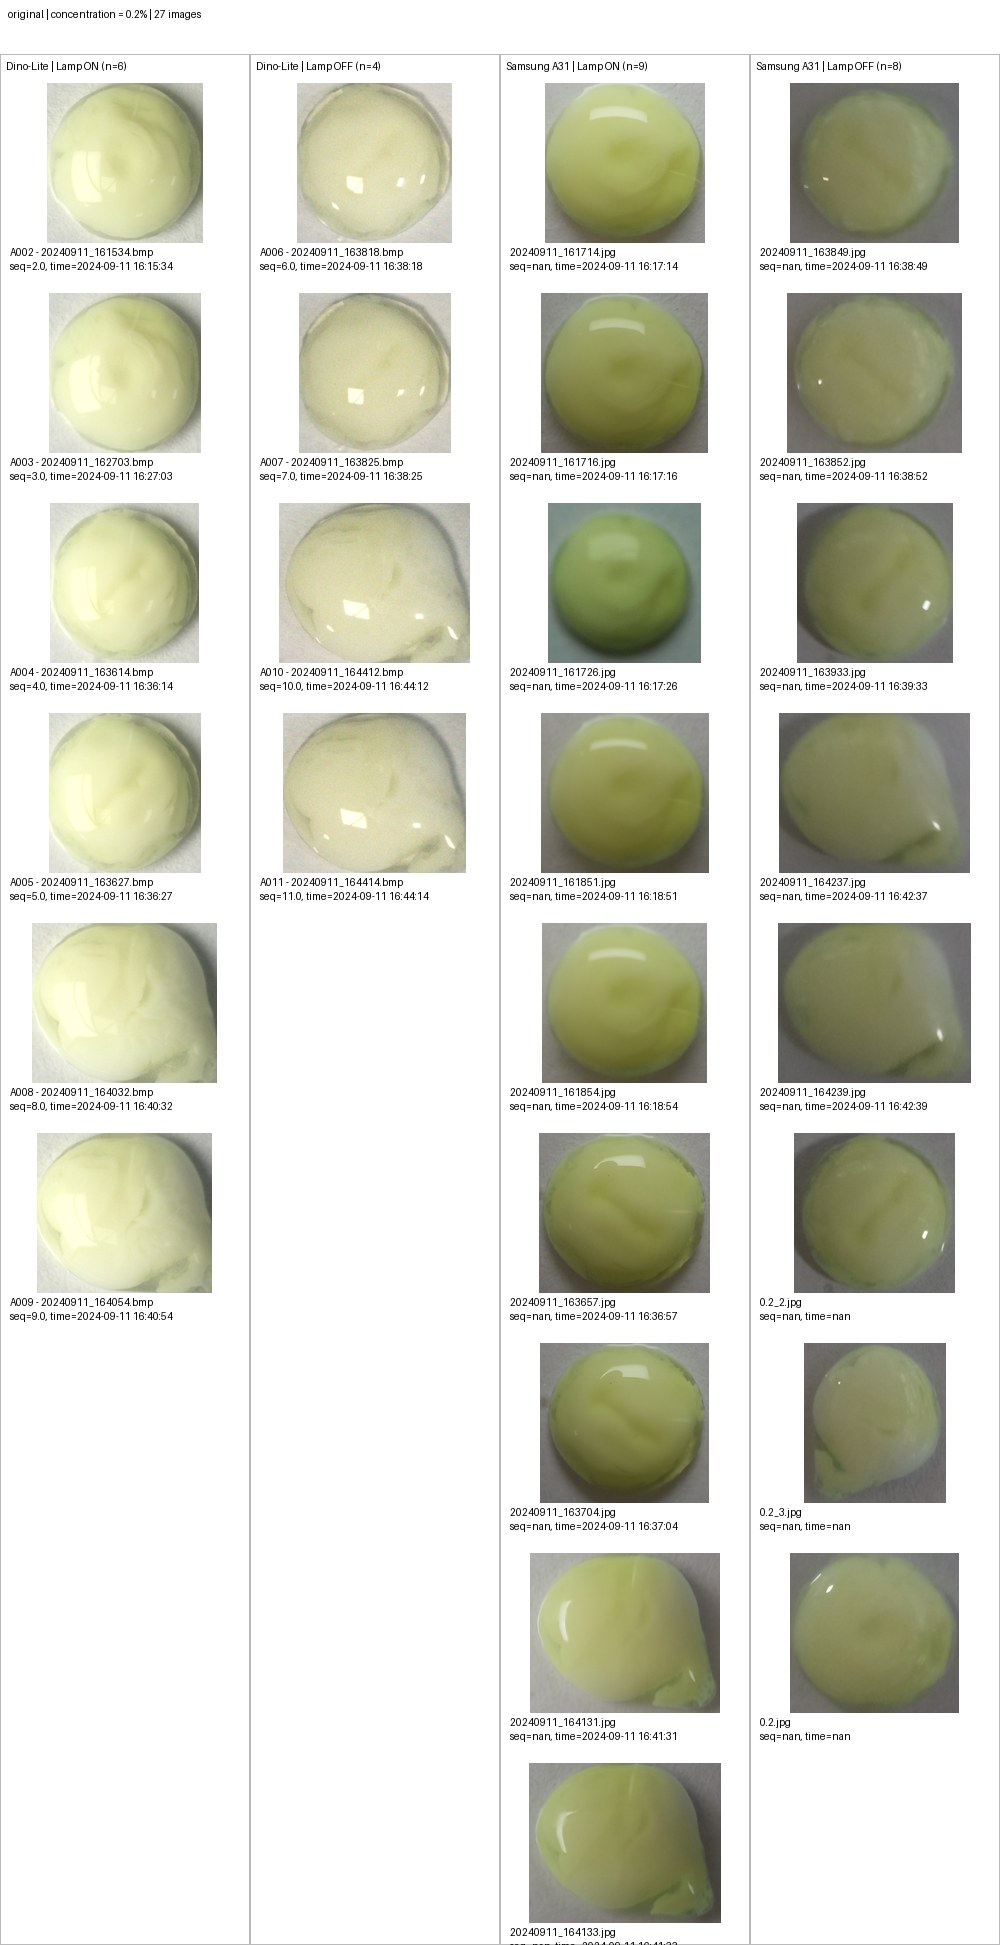 original | concentration = 0.2% | 27 images
Dino-Lite | Lamp ON (n=6)
A002 - 20240911_161534.bmp
seq=2.0, time=2024-09-11 16:15:34
A003 - 20240911_162703.bmp
seq=3.0, time=2024-09-11 16:27:03
A004 - 20240911_163614.bmp
seq=4.0, time=2024-09-11 16:36:14
A005 - 20240911_163627.bmp
seq=5.0, time=2024-09-11 16:36:27
A008 - 20240911_164032.bmp
seq=8.0, time=2024-09-11 16:40:32
A009 - 20240911_164054.bmp
seq=9.0, time=2024-09-11 16:40:54
Dino-Lite | Lamp OFF (n=4)
A006 - 20240911_163818.bmp
seq=6.0, time=2024-09-11 16:38:18
A007 - 20240911_163825.bmp
seq=7.0, time=2024-09-11 16:38:25
A010 - 20240911_164412.bmp
seq=10.0, time=2024-09-11 16:44:12
A011 - 20240911_164414.bmp
seq=11.0, time=2024-09-11 16:44:14
Samsung A31 | Lamp ON (n=9)
20240911_161714.jpg
seq=nan, time=2024-09-11 16:17:14
20240911_161716.jpg
seq=nan, time=2024-09-11 16:17:16
20240911_161726.jpg
seq=nan, time=2024-09-11 16:17:26
20240911_161851.jpg
seq=nan, time=2024-09-11 16:18:51
20240911_161854.jpg
seq=nan, time=2024-09-11 16:18:54
20240911_163657.jpg
seq=nan, time=2024-09-11 16:36:57
20240911_163704.jpg
seq=nan, time=2024-09-11 16:37:04
20240911_164131.jpg
seq=nan, time=2024-09-11 16:41:31
20240911_164133.jpg
Samsung A31 | Lamp OFF (n=8)
20240911_163849.jpg
seq=nan, time=2024-09-11 16:38:49
20240911_163852.jpg
seq=nan, time=2024-09-11 16:38:52
20240911_163933.jpg
seq=nan, time=2024-09-11 16:39:33
20240911_164237.jpg
seq=nan, time=2024-09-11 16:42:37
20240911_164239.jpg
seq=nan, time=2024-09-11 16:42:39
0.2_2.jpg
seq=nan, time=nan
0.2_3.jpg
seq=nan, time=nan
0.2.jpg
seq=nan, time=nan